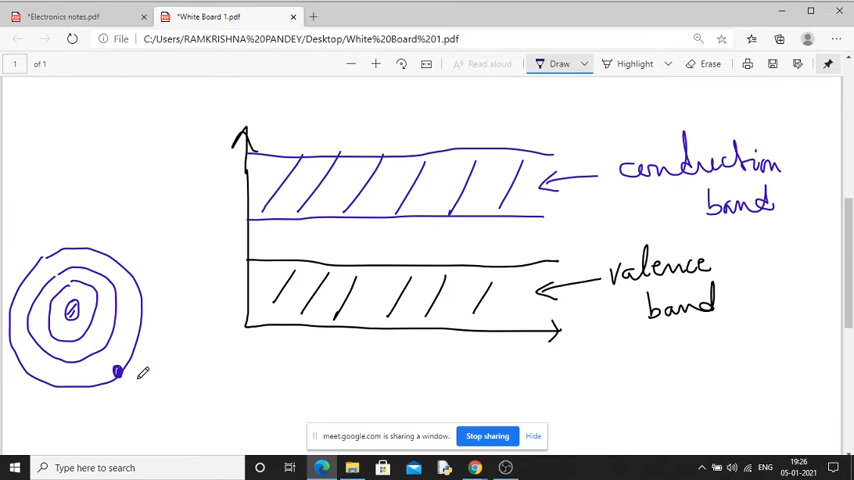 *Electronics notes.pdf
*White Board 1.pdf
File
C:/Users/RAMKRISHNA%20PANDEY/Desktop/White%20Board%201.pdf
1 of 1
Read aloud
Draw
Highlight
Erase
conduction
band
valence
band
meet.google.com is sharing a window.
Stop sharing
Hide
Type here to search
ENG
19:26
05-01-2021